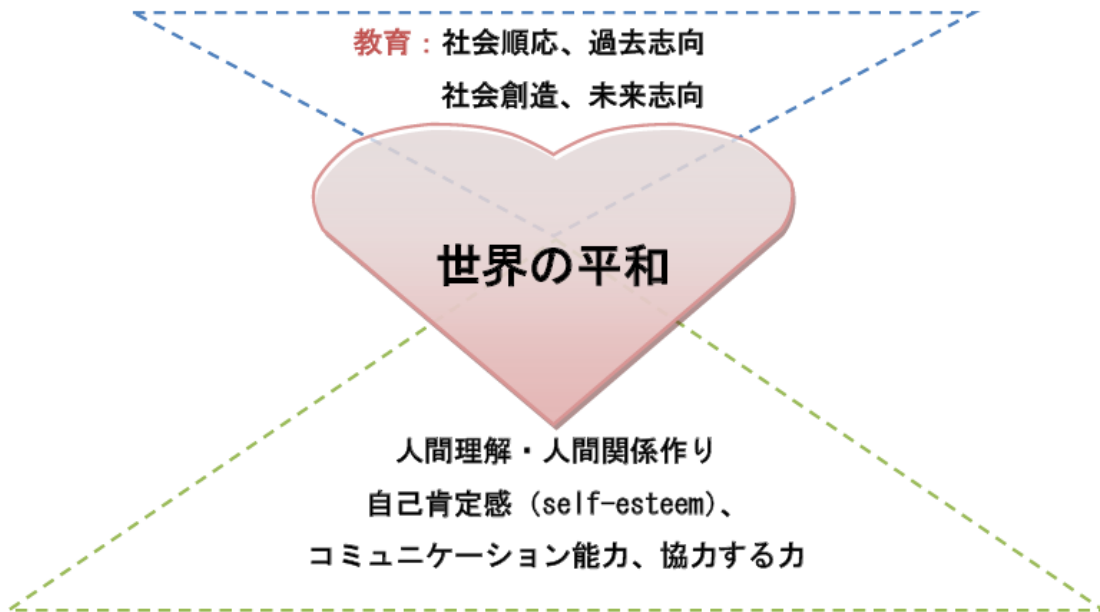 教育：社会順応、過去志向
社会創造、未来志向
世界の平和
人間理解・人間関係作り
自己肯定感（self-esteem）、
コミュニケーション能力、協力する力